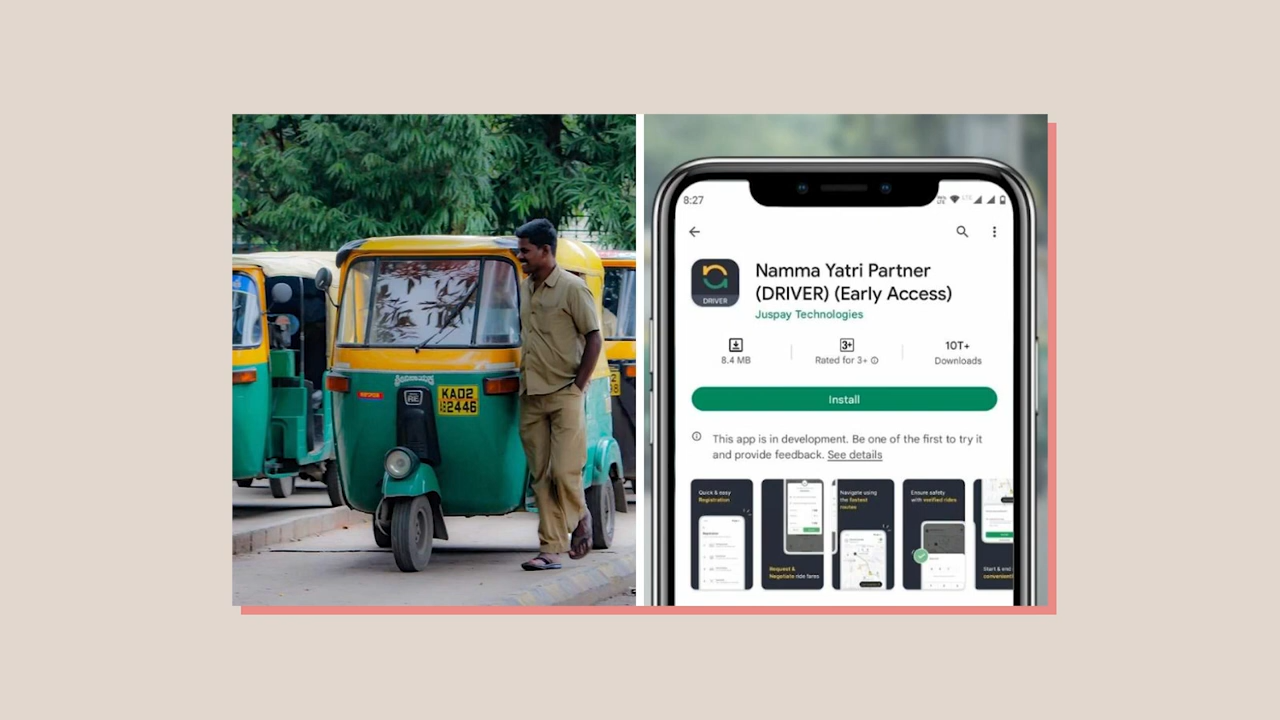 KA02
2446
RE
8:27
LTE
DRIVER
Namma Yatri Partner
(DRIVER) (Early Access)
Juspay Technologies
3+
10T+
8.4 MB
Rated for 3+
Downloads
Install
This app is in development. Be one of the first to try it
and provide feedback. See details
Quick & easy
Registration
Request &
Negotiate ride fares
Navigate using
the fastest
routes
Ensure safety
with verified rides
Start & end